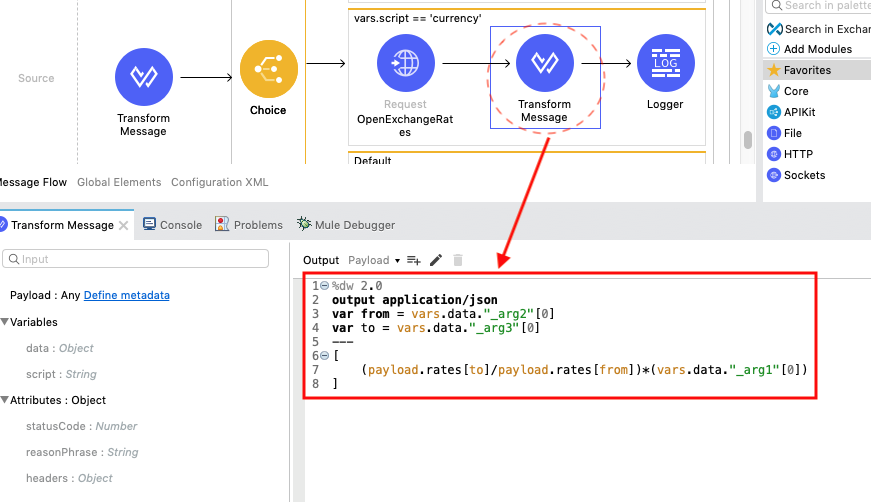 vars.script == 'currency'
Source
Transform
Message
Choice
Request
OpenExchangeRat
es
Transform
Message
LOG
Logger
Default
Search in palette
Search in Exchan
Add Modules
Favorites
Core
APIKit
File
HTTP
Sockets
Message Flow
Global Elements
Configuration XML
Transform Message
Console
Problems
Mule Debugger
Input
Payload : Any Define metadata
Variables
data : Object
script : String
Attributes : Object
statusCode : Number
reasonPhrase : String
headers : Object
Output Payload
1 %dw 2.0
2 output application/json
3 var from = vars.data."_arg2"[0]
4 var to = vars.data."_arg3"[0]
5 ---
6 [
7 (payload.rates[to]/payload.rates[from])*(vars.data."_arg1"[0])
8 ]